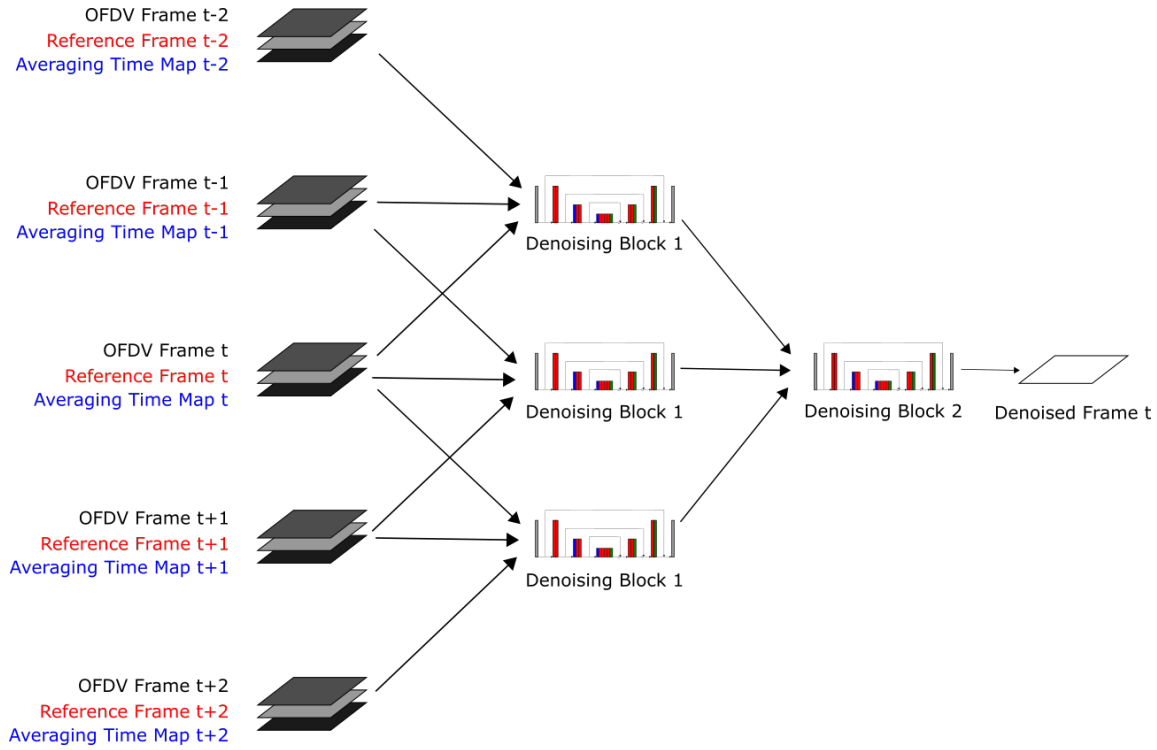 OFDV Frame t-2
Reference Frame t-2
Averaging Time Map t-2
OFDV Frame t-1
Reference Frame t-1
Averaging Time Map t-1
Denoising Block 1
OFDV Frame t
Reference Frame t
Averaging Time Map t
Denoising Block 1
Denoising Block 2
Denoised Frame t
OFDV Frame t+1
Reference Frame t+1
Averaging Time Map t+1
Denoising Block 1
OFDV Frame t+2
Reference Frame t+2
Averaging Time Map t+2